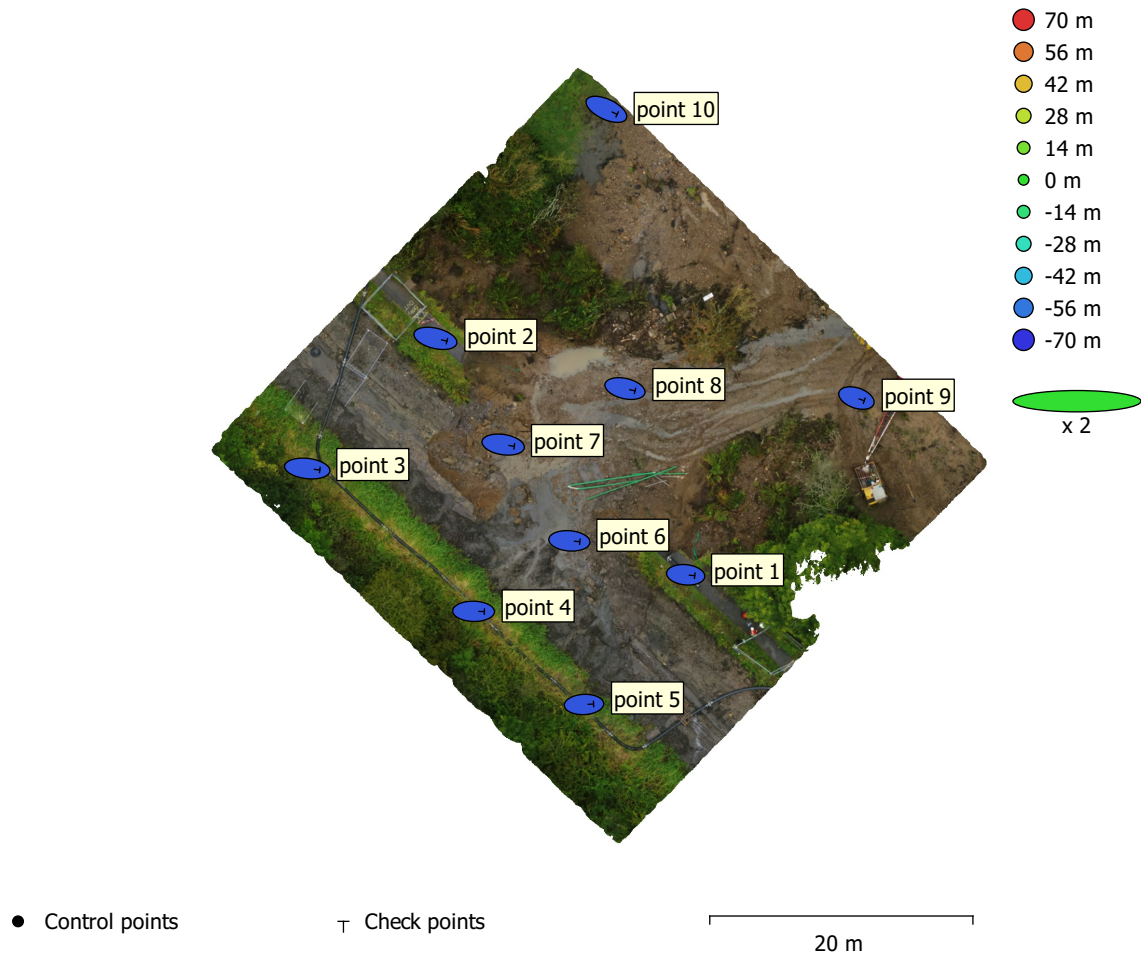 70 m
56 m
42 m
28 m
14 m
0 m
-14 m
-28 m
-42 m
-56 m
-70 m
x 2
point 10
point 2
point 8
point 9
point 7
point 3
point 6
point 1
point 4
point 5
Control points
Check points
20 m